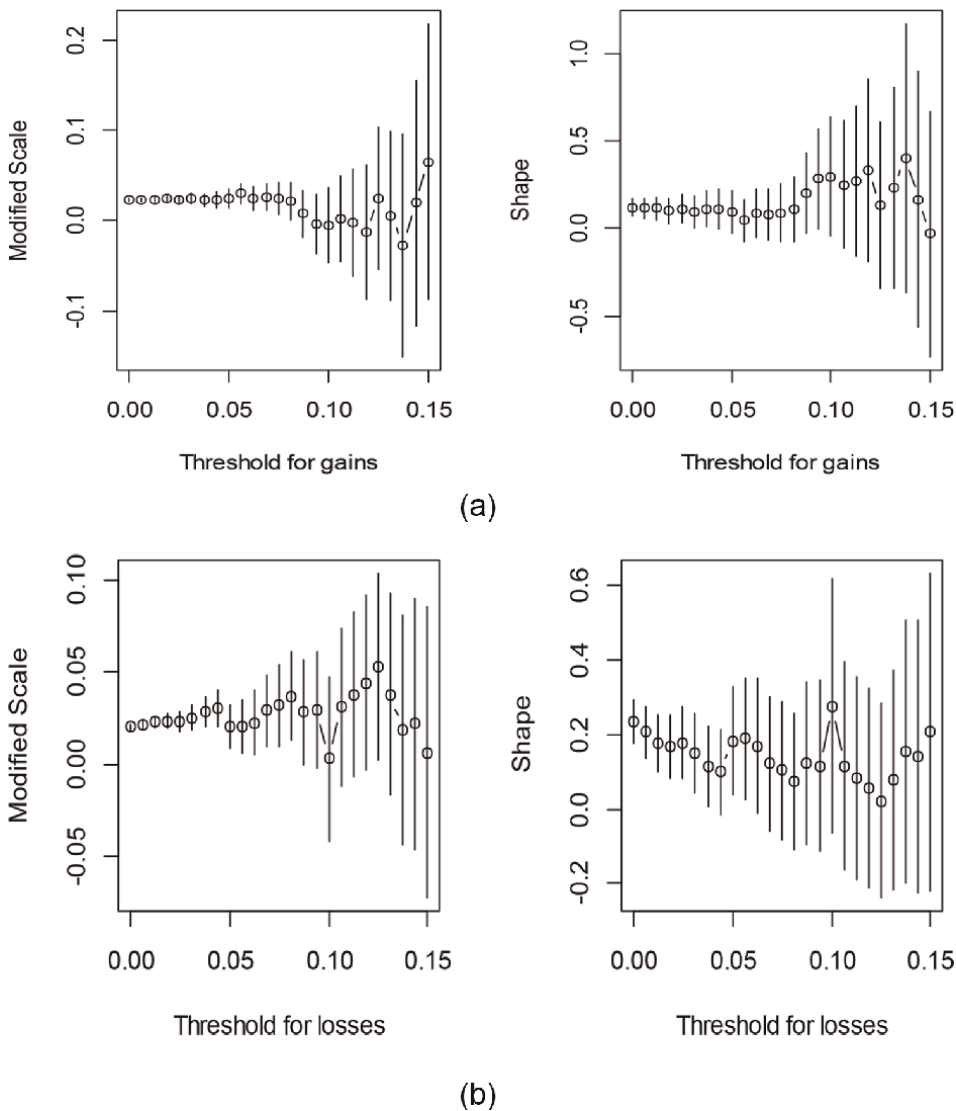 Modified Scale
0.2
0.1
0.0
-0.1
0.00 0.05 0.10 0.15
Threshold for gains
Shape
1.0
0.5
0.0
-0.5
0.00 0.05 0.10 0.15
Threshold for gains
(a)
Modified Scale
0.10
0.05
0.00
-0.05
0.00 0.05 0.10 0.15
Threshold for losses
Shape
0.6
0.4
0.2
0.0
-0.2
0.00 0.05 0.10 0.15
Threshold for losses
(b)